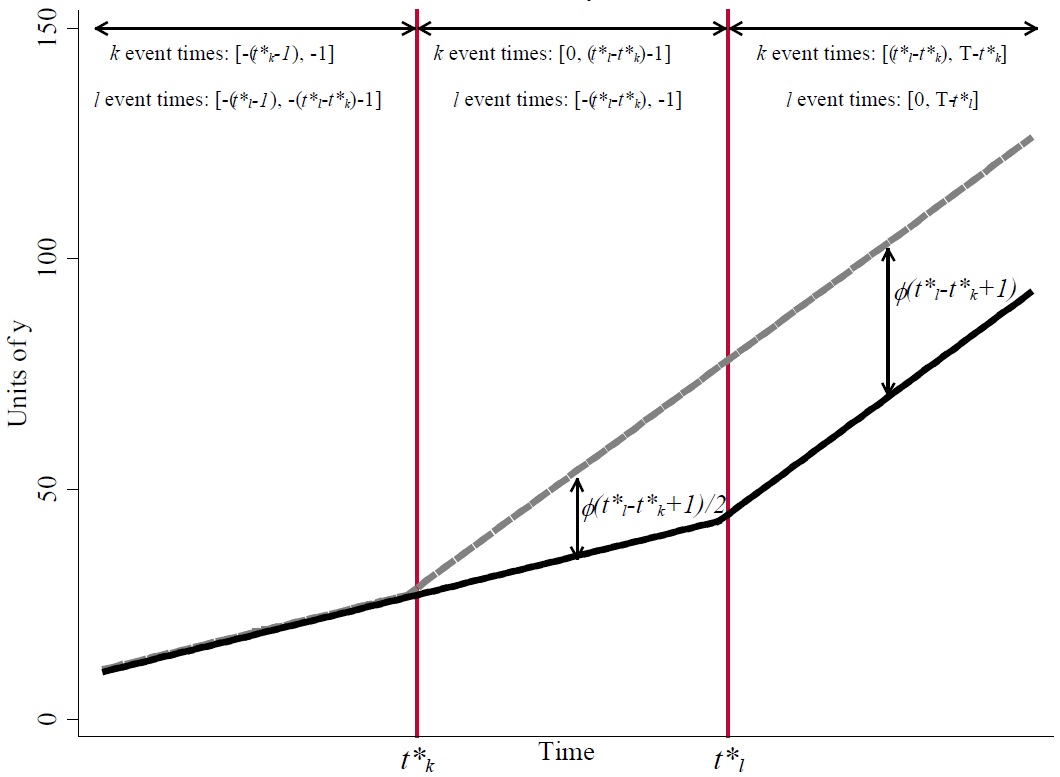 150
k event times: [-(t*k-1), -1]
k event times: [0, (t*l-t*k)-1]
k event times: [(t*l-t*k), T-t*k]
l event times: [-(t*l-1), -(t*l-t*k)-1]
l event times: [-(t*l-t*k), -1]
l event times: [0, T-t*l]
100
ϕ(t*l-t*k+1)
Units of y
50
ϕ(t*l-t*k+1)/2
0
t*k
Time
t*l